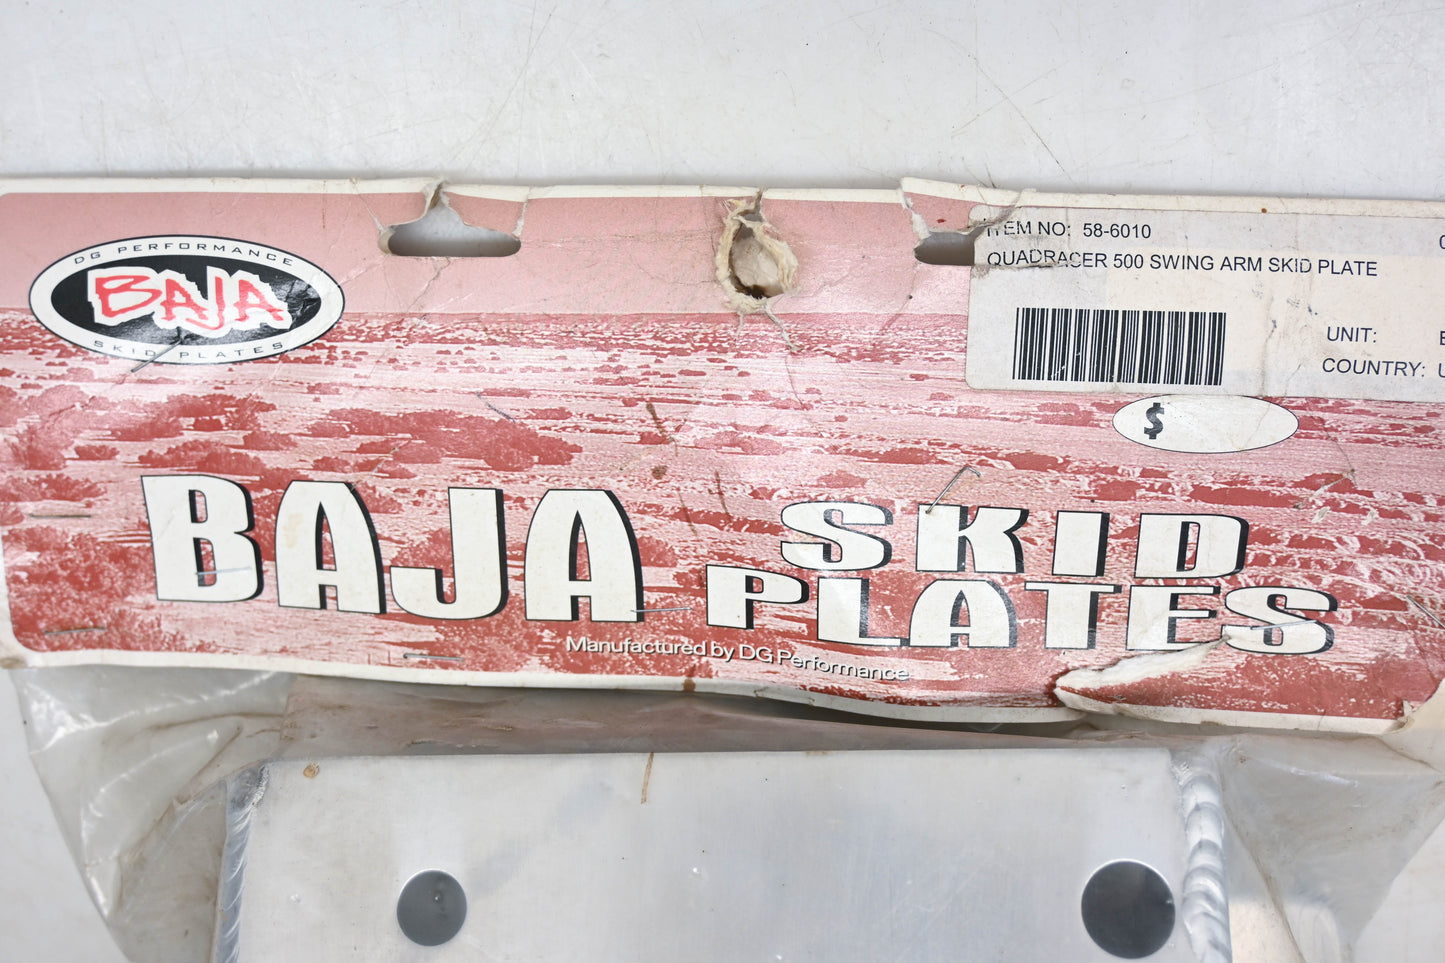 DG PERFORMANCE
BAJA
SKID PLATES
ITEM NO: 58-6010
QUADRACER 500 SWING ARM SKID PLATE
UNIT:
COUNTRY:
$
BAJA SKID
PLATES
Manufactured by DG Performance